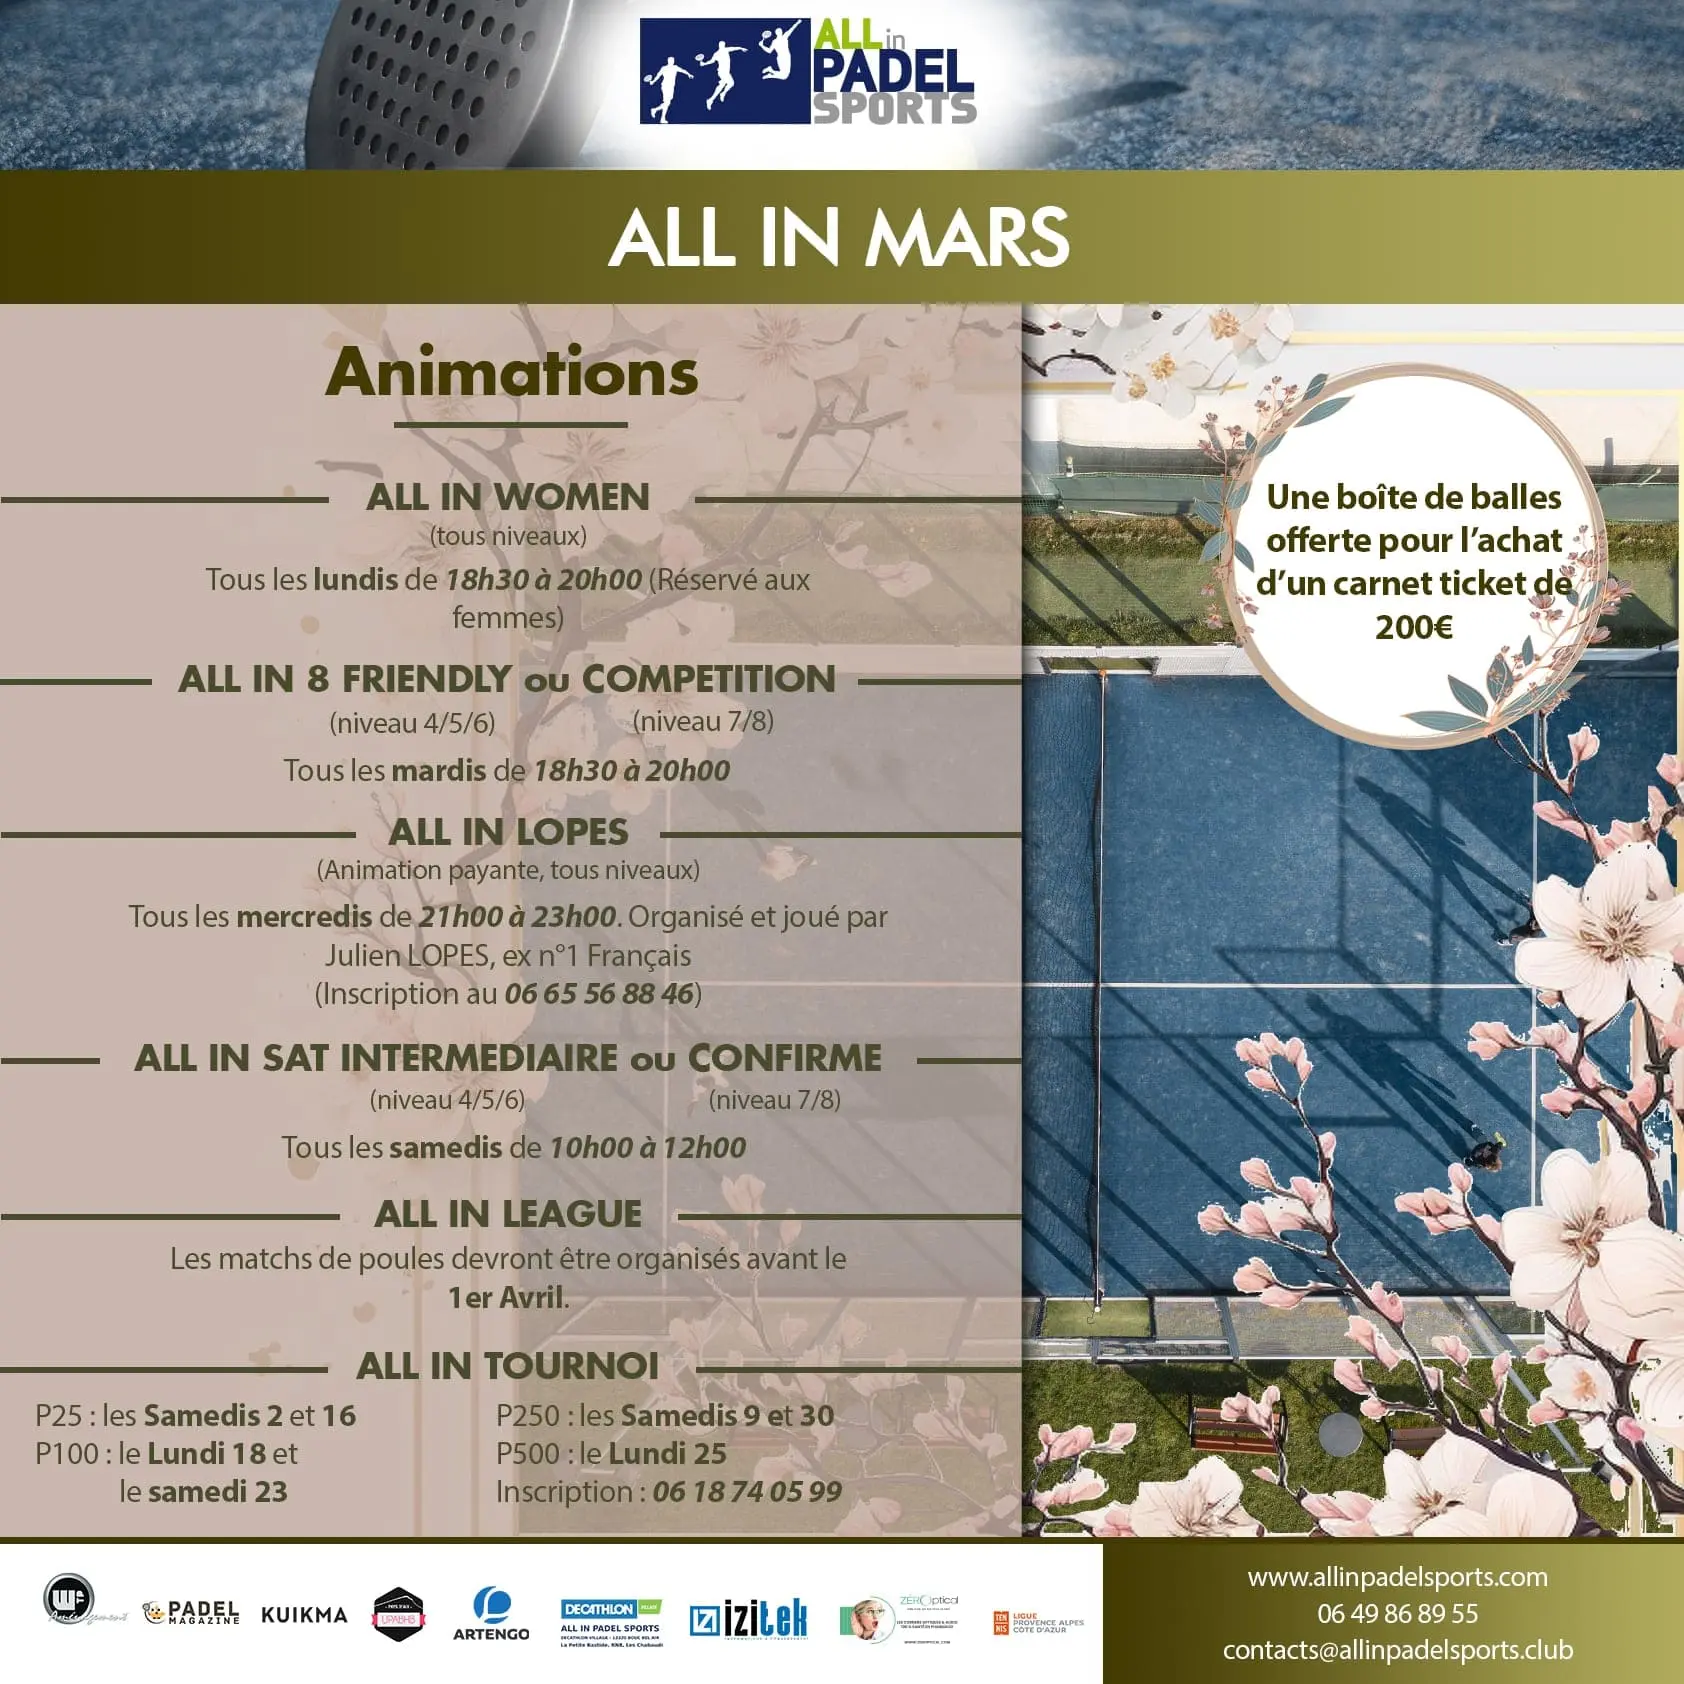 ALL in
PADEL
SPORTS
ALL IN MARS
Animations
ALL IN WOMEN
(tous niveaux)
Tous les lundis de 18h30 à 20h00 (Réservé aux
femmes)
ALL IN 8 FRIENDLY ou COMPETITION
(niveau 4/5/6) (niveau 7/8)
Tous les mardis de 18h30 à 20h00
ALL IN LOPES
(Animation payante, tous niveaux)
Tous les mercredis de 21h00 à 23h00. Organisé et joué par
Julien LOPES, ex n°1 Français
(Inscription au 06 65 56 88 46)
ALL IN SAT INTERMEDIAIRE ou CONFIRME
(niveau 4/5/6) (niveau 7/8)
Tous les samedis de 10h00 à 12h00
ALL IN LEAGUE
Les matchs de poules devront être organisés avant le
1er Avril.
ALL IN TOURNOI
P25 : les Samedis 2 et 16
P100 : le Lundi 18 et
le samedi 23
P250 : les Samedis 9 et 30
P500 : le Lundi 25
Inscription : 06 18 74 05 99
Une boîte de balles
offerte pour l'achat
d'un carnet ticket de
200€
PADEL
MAGAZINE
KUIKMA
UPABHB
ARTENGO
DECATHLON VILLAGE
ALL IN PADEL SPORTS
izitek
ZEROptical
TEN
NIS
LIGUE
PROVENCE ALPES
CÔTE D'AZUR
www.allinpadelsports.com
06 49 86 89 55
contacts@allinpadelsports.club